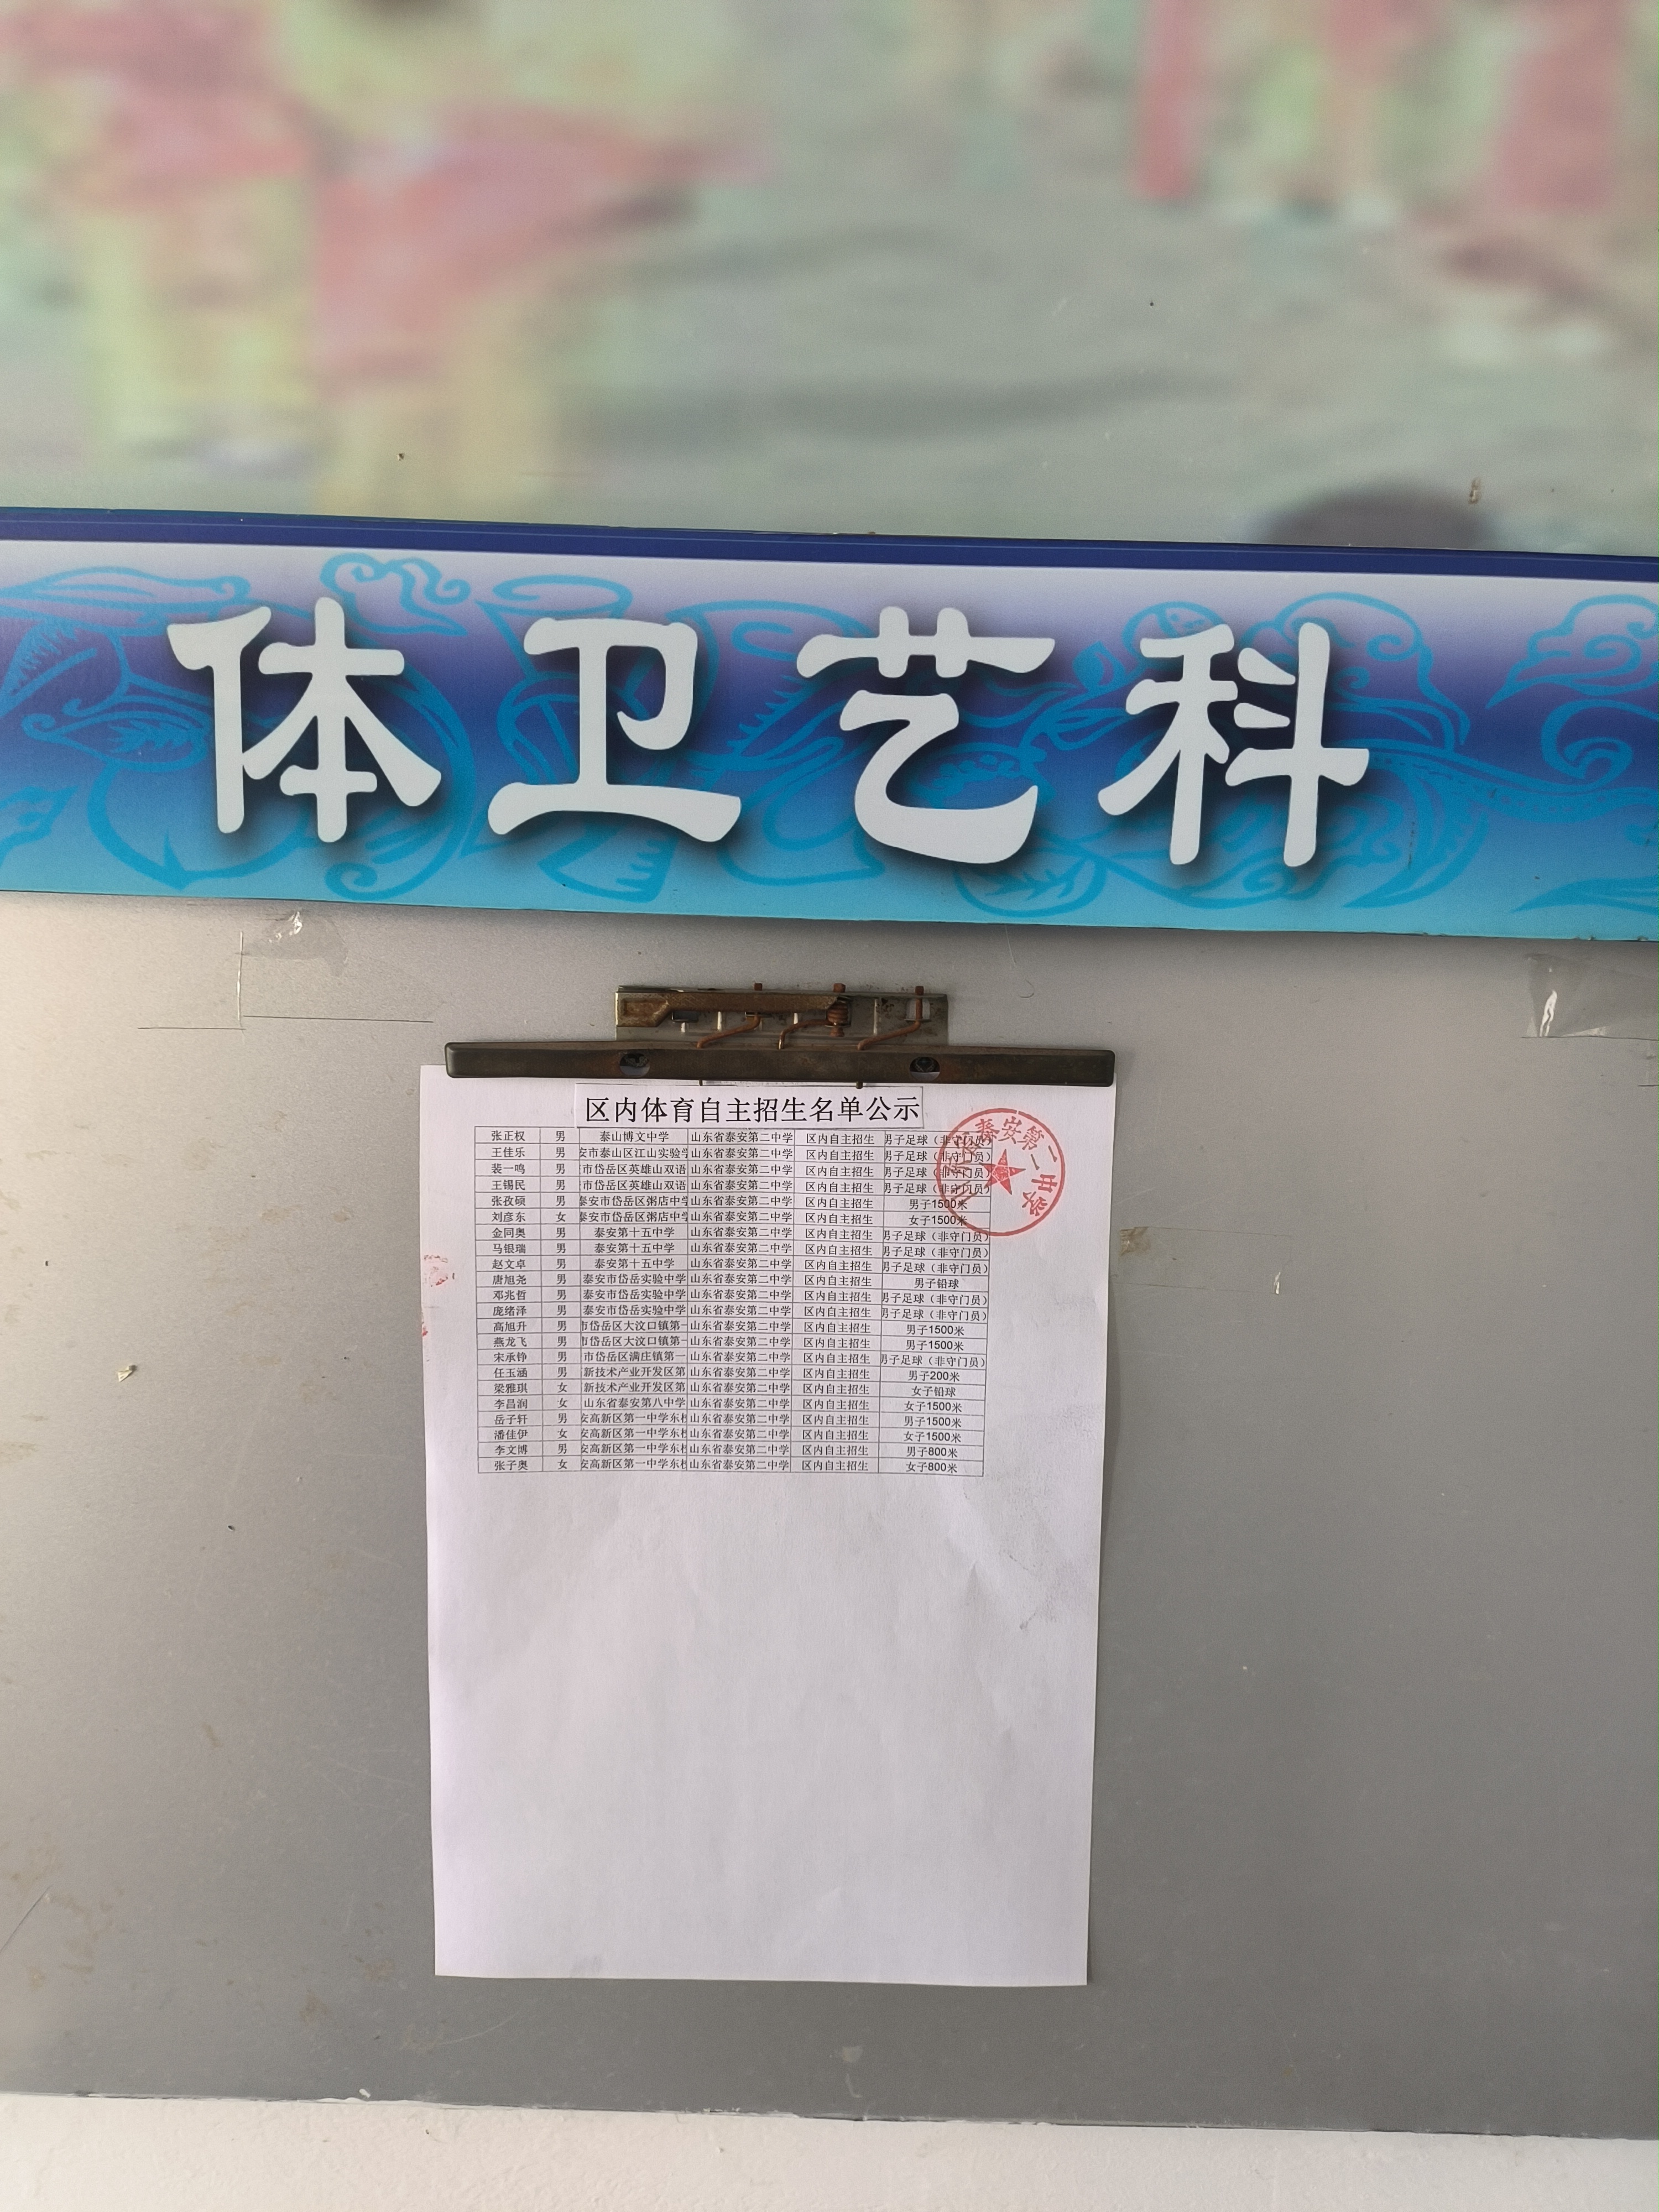 体卫艺科
区内体育自主招生名单公示
张正权 男 泰山博文中学 山东省泰安第二中学 区内自主招生 男子足球（非守门员）
王佳乐 男 安市泰山区江山实验学 山东省泰安第二中学 区内自主招生 男子足球（非守门员）
裴一鸣 男 市岱岳区英雄山双语 山东省泰安第二中学 区内自主招生 男子足球（非守门员）
王锡民 男 市岱岳区英雄山双语 山东省泰安第二中学 区内自主招生 男子足球（非守门员）
张孜硕 男 泰安市岱岳区粥店中学 山东省泰安第二中学 区内自主招生 男子1500米
刘彦东 女 泰安市岱岳区粥店中学 山东省泰安第二中学 区内自主招生 女子1500米
金同奥 男 泰安第十五中学 山东省泰安第二中学 区内自主招生 男子足球（非守门员）
马银瑞 男 泰安第十五中学 山东省泰安第二中学 区内自主招生 男子足球（非守门员）
赵文卓 男 泰安第十五中学 山东省泰安第二中学 区内自主招生 男子足球（非守门员）
唐旭尧 男 泰安市岱岳实验中学 山东省泰安第二中学 区内自主招生 男子铅球
邓兆哲 男 泰安市岱岳实验中学 山东省泰安第二中学 区内自主招生 男子足球（非守门员）
庞绪泽 男 泰安市岱岳实验中学 山东省泰安第二中学 区内自主招生 男子足球（非守门员）
高旭升 男 市岱岳区大汶口镇第一 山东省泰安第二中学 区内自主招生 男子1500米
燕龙飞 男 市岱岳区大汶口镇第一 山东省泰安第二中学 区内自主招生 男子1500米
宋承铮 男 市岱岳区满庄镇第一 山东省泰安第二中学 区内自主招生 男子足球（非守门员）
任玉涵 男 新技术产业开发区第 山东省泰安第二中学 区内自主招生 男子200米
梁雅琪 女 新技术产业开发区第 山东省泰安第二中学 区内自主招生 女子铅球
李昌润 女 山东省泰安第八中学 山东省泰安第二中学 区内自主招生 女子1500米
岳子轩 男 安高新区第一中学东校 山东省泰安第二中学 区内自主招生 男子1500米
潘佳伊 女 安高新区第一中学东校 山东省泰安第二中学 区内自主招生 女子1500米
李文博 男 安高新区第一中学东校 山东省泰安第二中学 区内自主招生 男子800米
张子奥 女 安高新区第一中学东校 山东省泰安第二中学 区内自主招生 女子800米
泰安第二中学